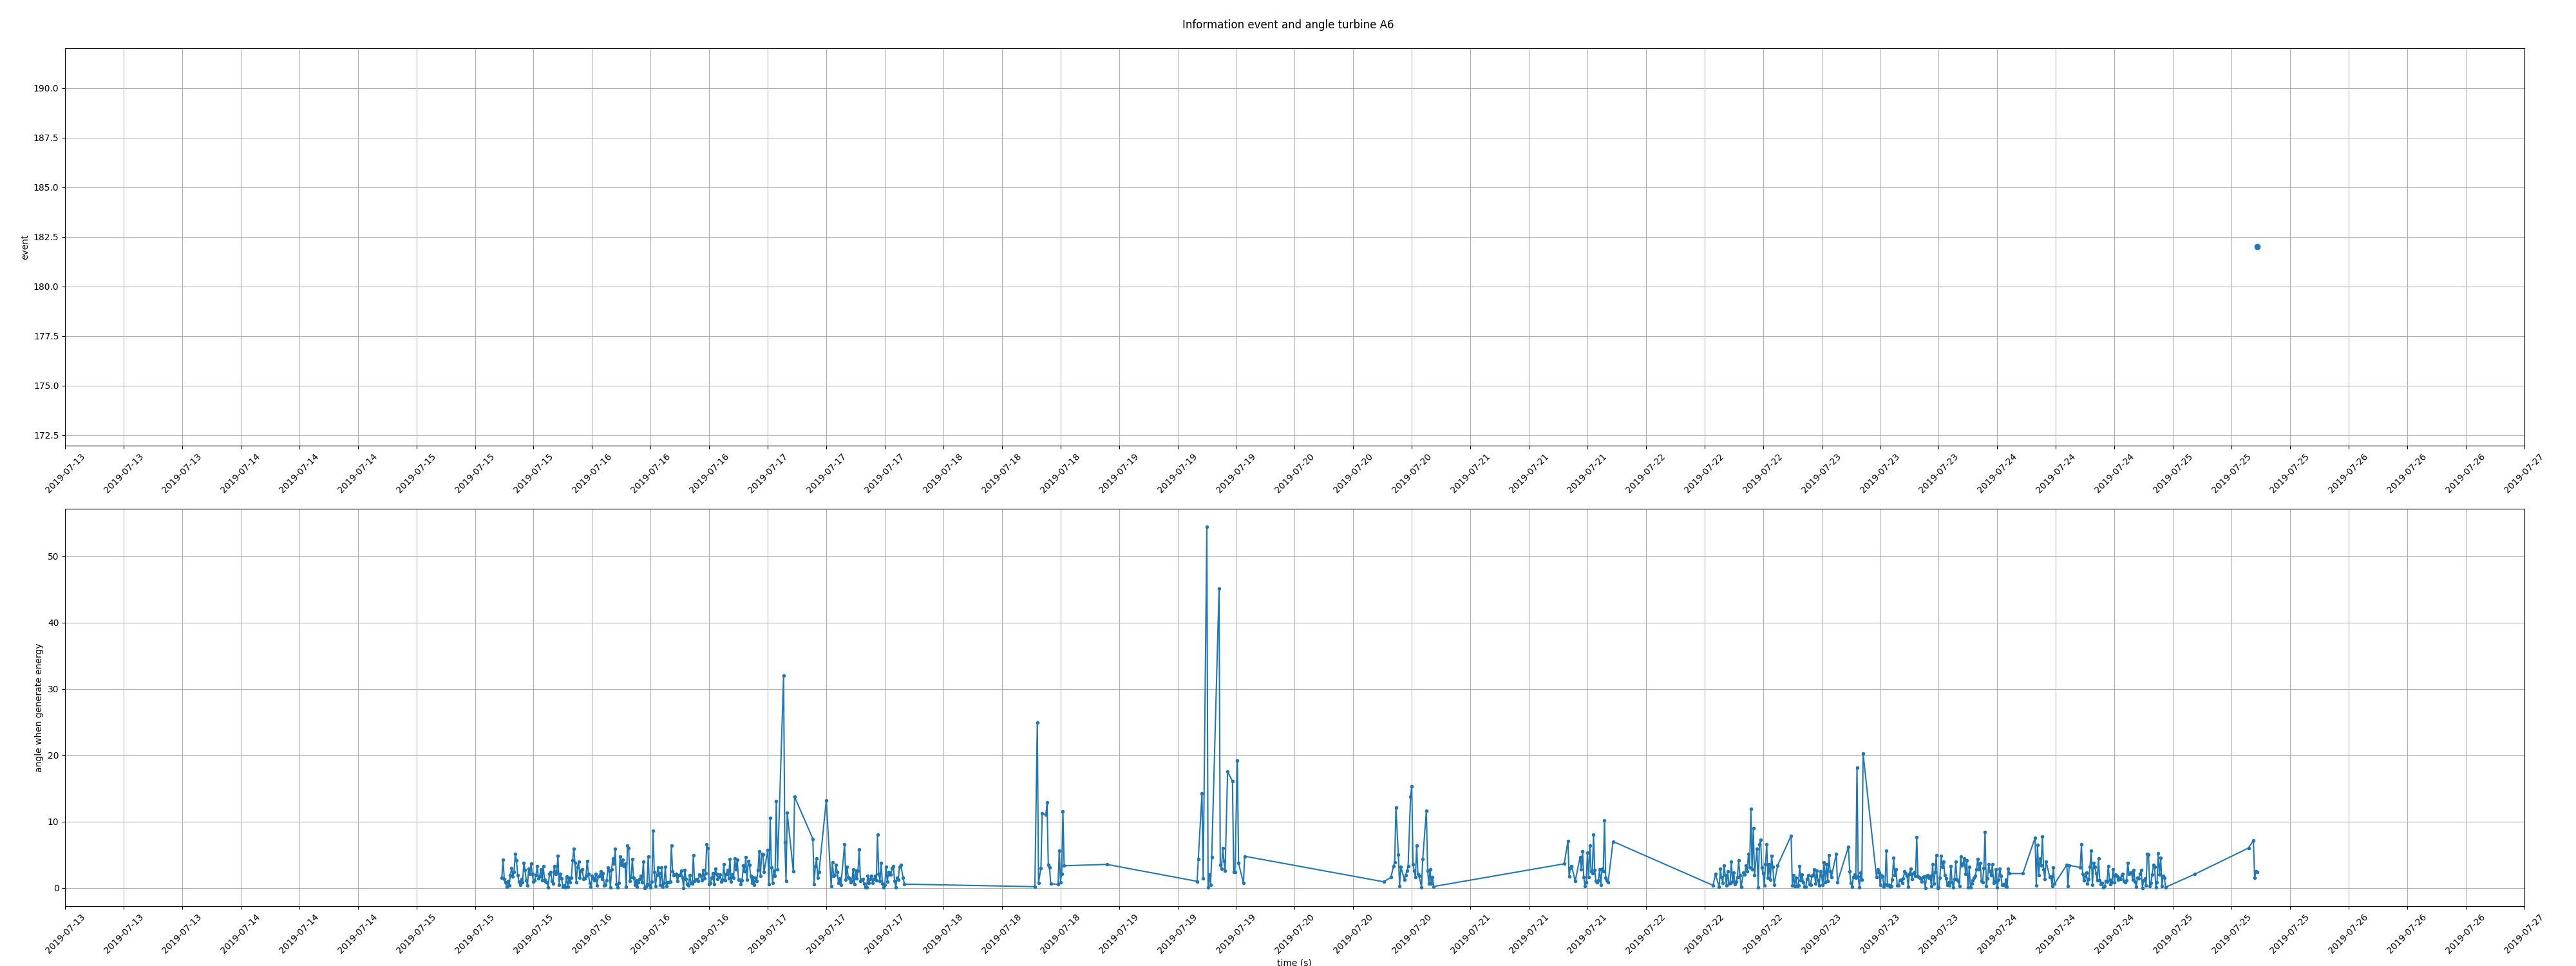 Information event and angle turbine A6
190.0
187.5
185.0
182.5
180.0
177.5
175.0
172.5
event
2019-07-13 2019-07-13 2019-07-13 2019-07-14 2019-07-14 2019-07-14 2019-07-15 2019-07-15 2019-07-15 2019-07-16 2019-07-16 2019-07-16 2019-07-17 2019-07-17 2019-07-17 2019-07-18 2019-07-18 2019-07-18 2019-07-19 2019-07-19 2019-07-19 2019-07-20 2019-07-20 2019-07-20 2019-07-21 2019-07-21 2019-07-21 2019-07-22 2019-07-22 2019-07-22 2019-07-23 2019-07-23 2019-07-23 2019-07-24 2019-07-24 2019-07-24 2019-07-25 2019-07-25 2019-07-25 2019-07-26 2019-07-26 2019-07-26 2019-07-27
50
40
30
20
10
0
angle when generate energy
2019-07-13 2019-07-13 2019-07-13 2019-07-14 2019-07-14 2019-07-14 2019-07-15 2019-07-15 2019-07-15 2019-07-16 2019-07-16 2019-07-16 2019-07-17 2019-07-17 2019-07-17 2019-07-18 2019-07-18 2019-07-18 2019-07-19 2019-07-19 2019-07-19 2019-07-20 2019-07-20 2019-07-20 2019-07-21 2019-07-21 2019-07-21 2019-07-22 2019-07-22 2019-07-22 2019-07-23 2019-07-23 2019-07-23 2019-07-24 2019-07-24 2019-07-24 2019-07-25 2019-07-25 2019-07-25 2019-07-26 2019-07-26 2019-07-26 2019-07-27
time (s)